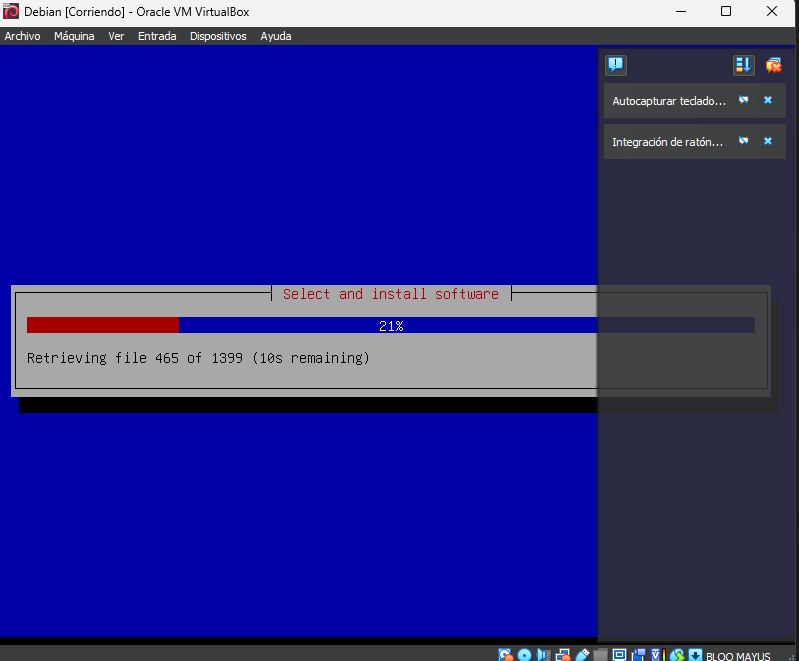 Debian [Corriendo] - Oracle VM VirtualBox
Archivo Máquina Ver Entrada Dispositivos Ayuda
Autocapturar teclado...
Integración de ratón...
Select and install software
21%
Retrieving file 465 of 1399 (10s remaining)
BLOQ MAYUS